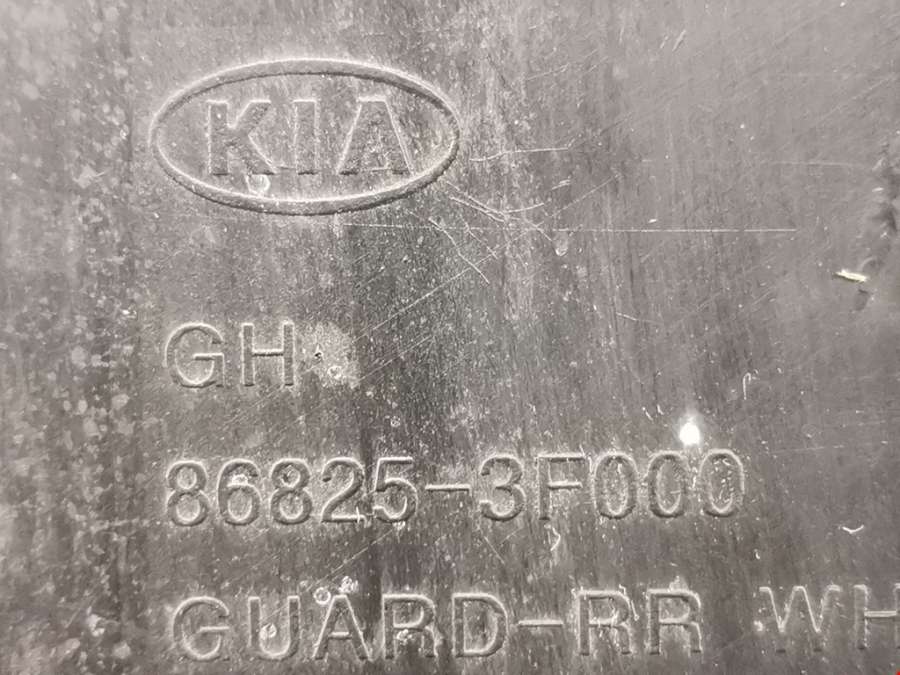 KIA
GH
86825-3F000
GUARD-RR WH